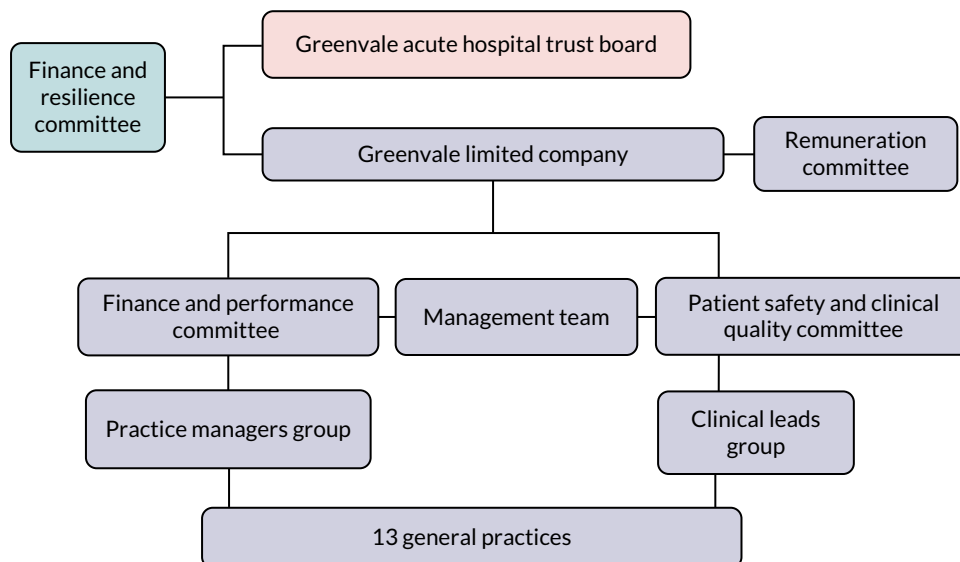 Greenvale acute hospital trust board
Finance and
resilience
committee
Greenvale limited company
Remuneration
committee
Finance and performance
committee
Management team
Patient safety and clinical
quality committee
Practice managers group
Clinical leads
group
13 general practices